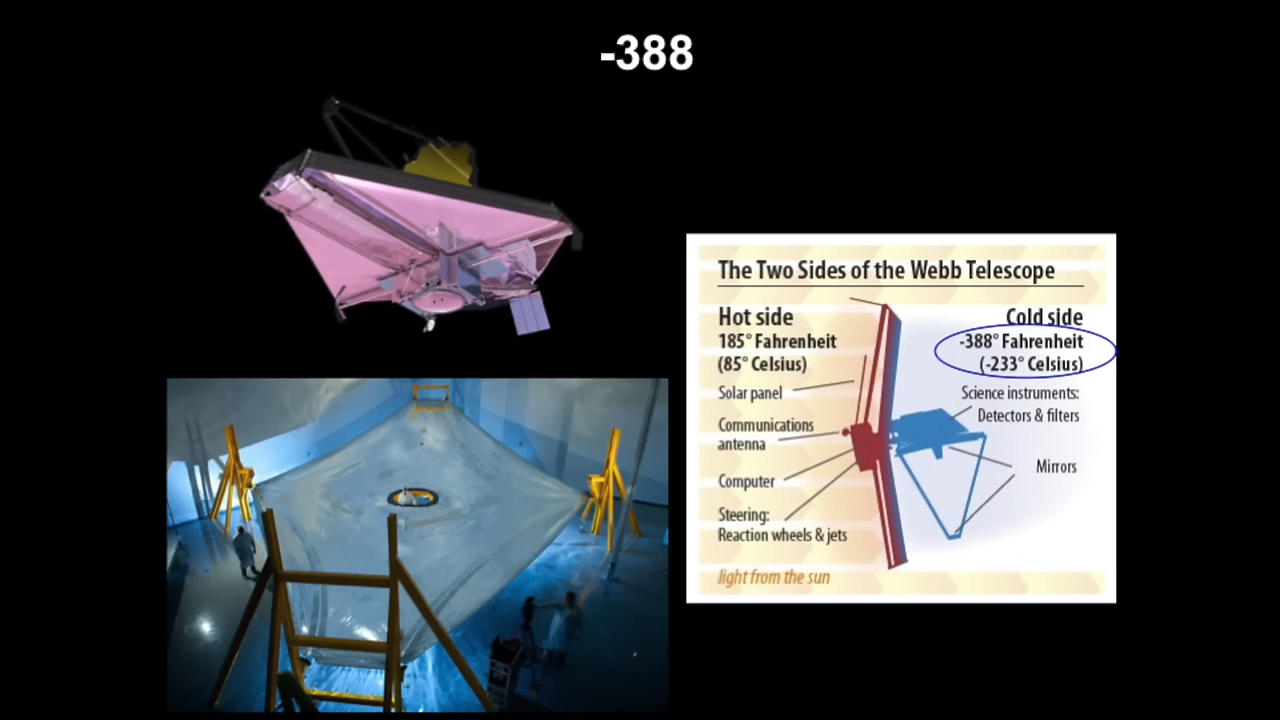 -388
The Two Sides of the Webb Telescope
Hot side
185° Fahrenheit
(85° Celsius)
Solar panel
Communications
antenna
Computer
Steering:
Reaction wheels & jets
light from the sun
Cold side
-388° Fahrenheit
(-233° Celsius)
Science instruments:
Detectors & filters
Mirrors